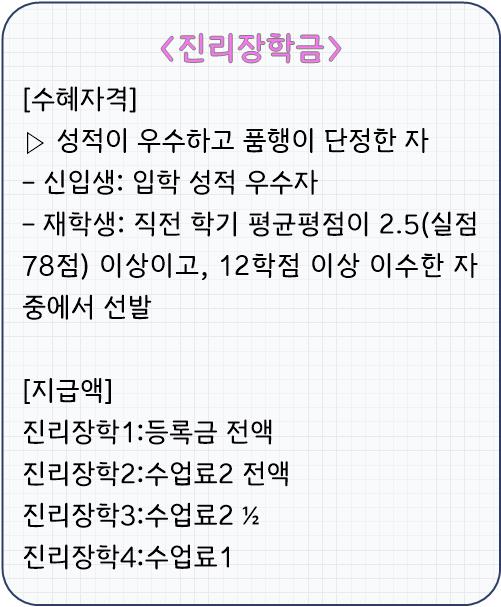 <진리장학금>
[수혜자격]
▷ 성적이 우수하고 품행이 단정한 자
- 신입생: 입학 성적 우수자
- 재학생: 직전 학기 평균평점이 2.5(실점
78점) 이상이고, 12학점 이상 이수한 자
중에서 선발
[지급액]
진리장학1:등록금 전액
진리장학2:수업료2 전액
진리장학3:수업료2 ½
진리장학4:수업료1